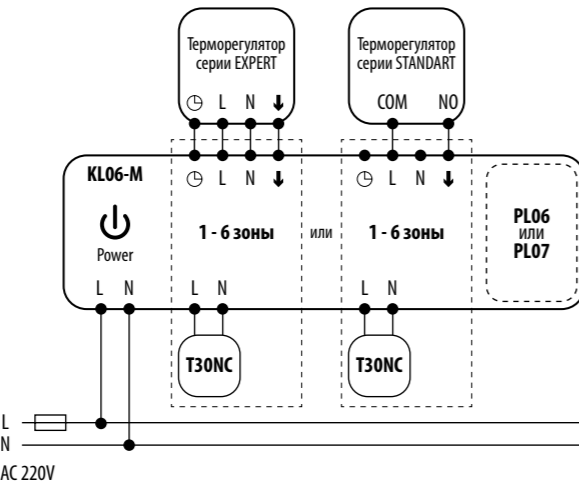 Терморегулятор
серии EXPERT
L N
Терморегулятор
серии STANDART
COM NO
KL06-M
Power
L N
L N
1 - 6 зоны
L N
T30NC
или
L N
1 - 6 зоны
L N
T30NC
PL06
или
PL07
L
N
AC 220V